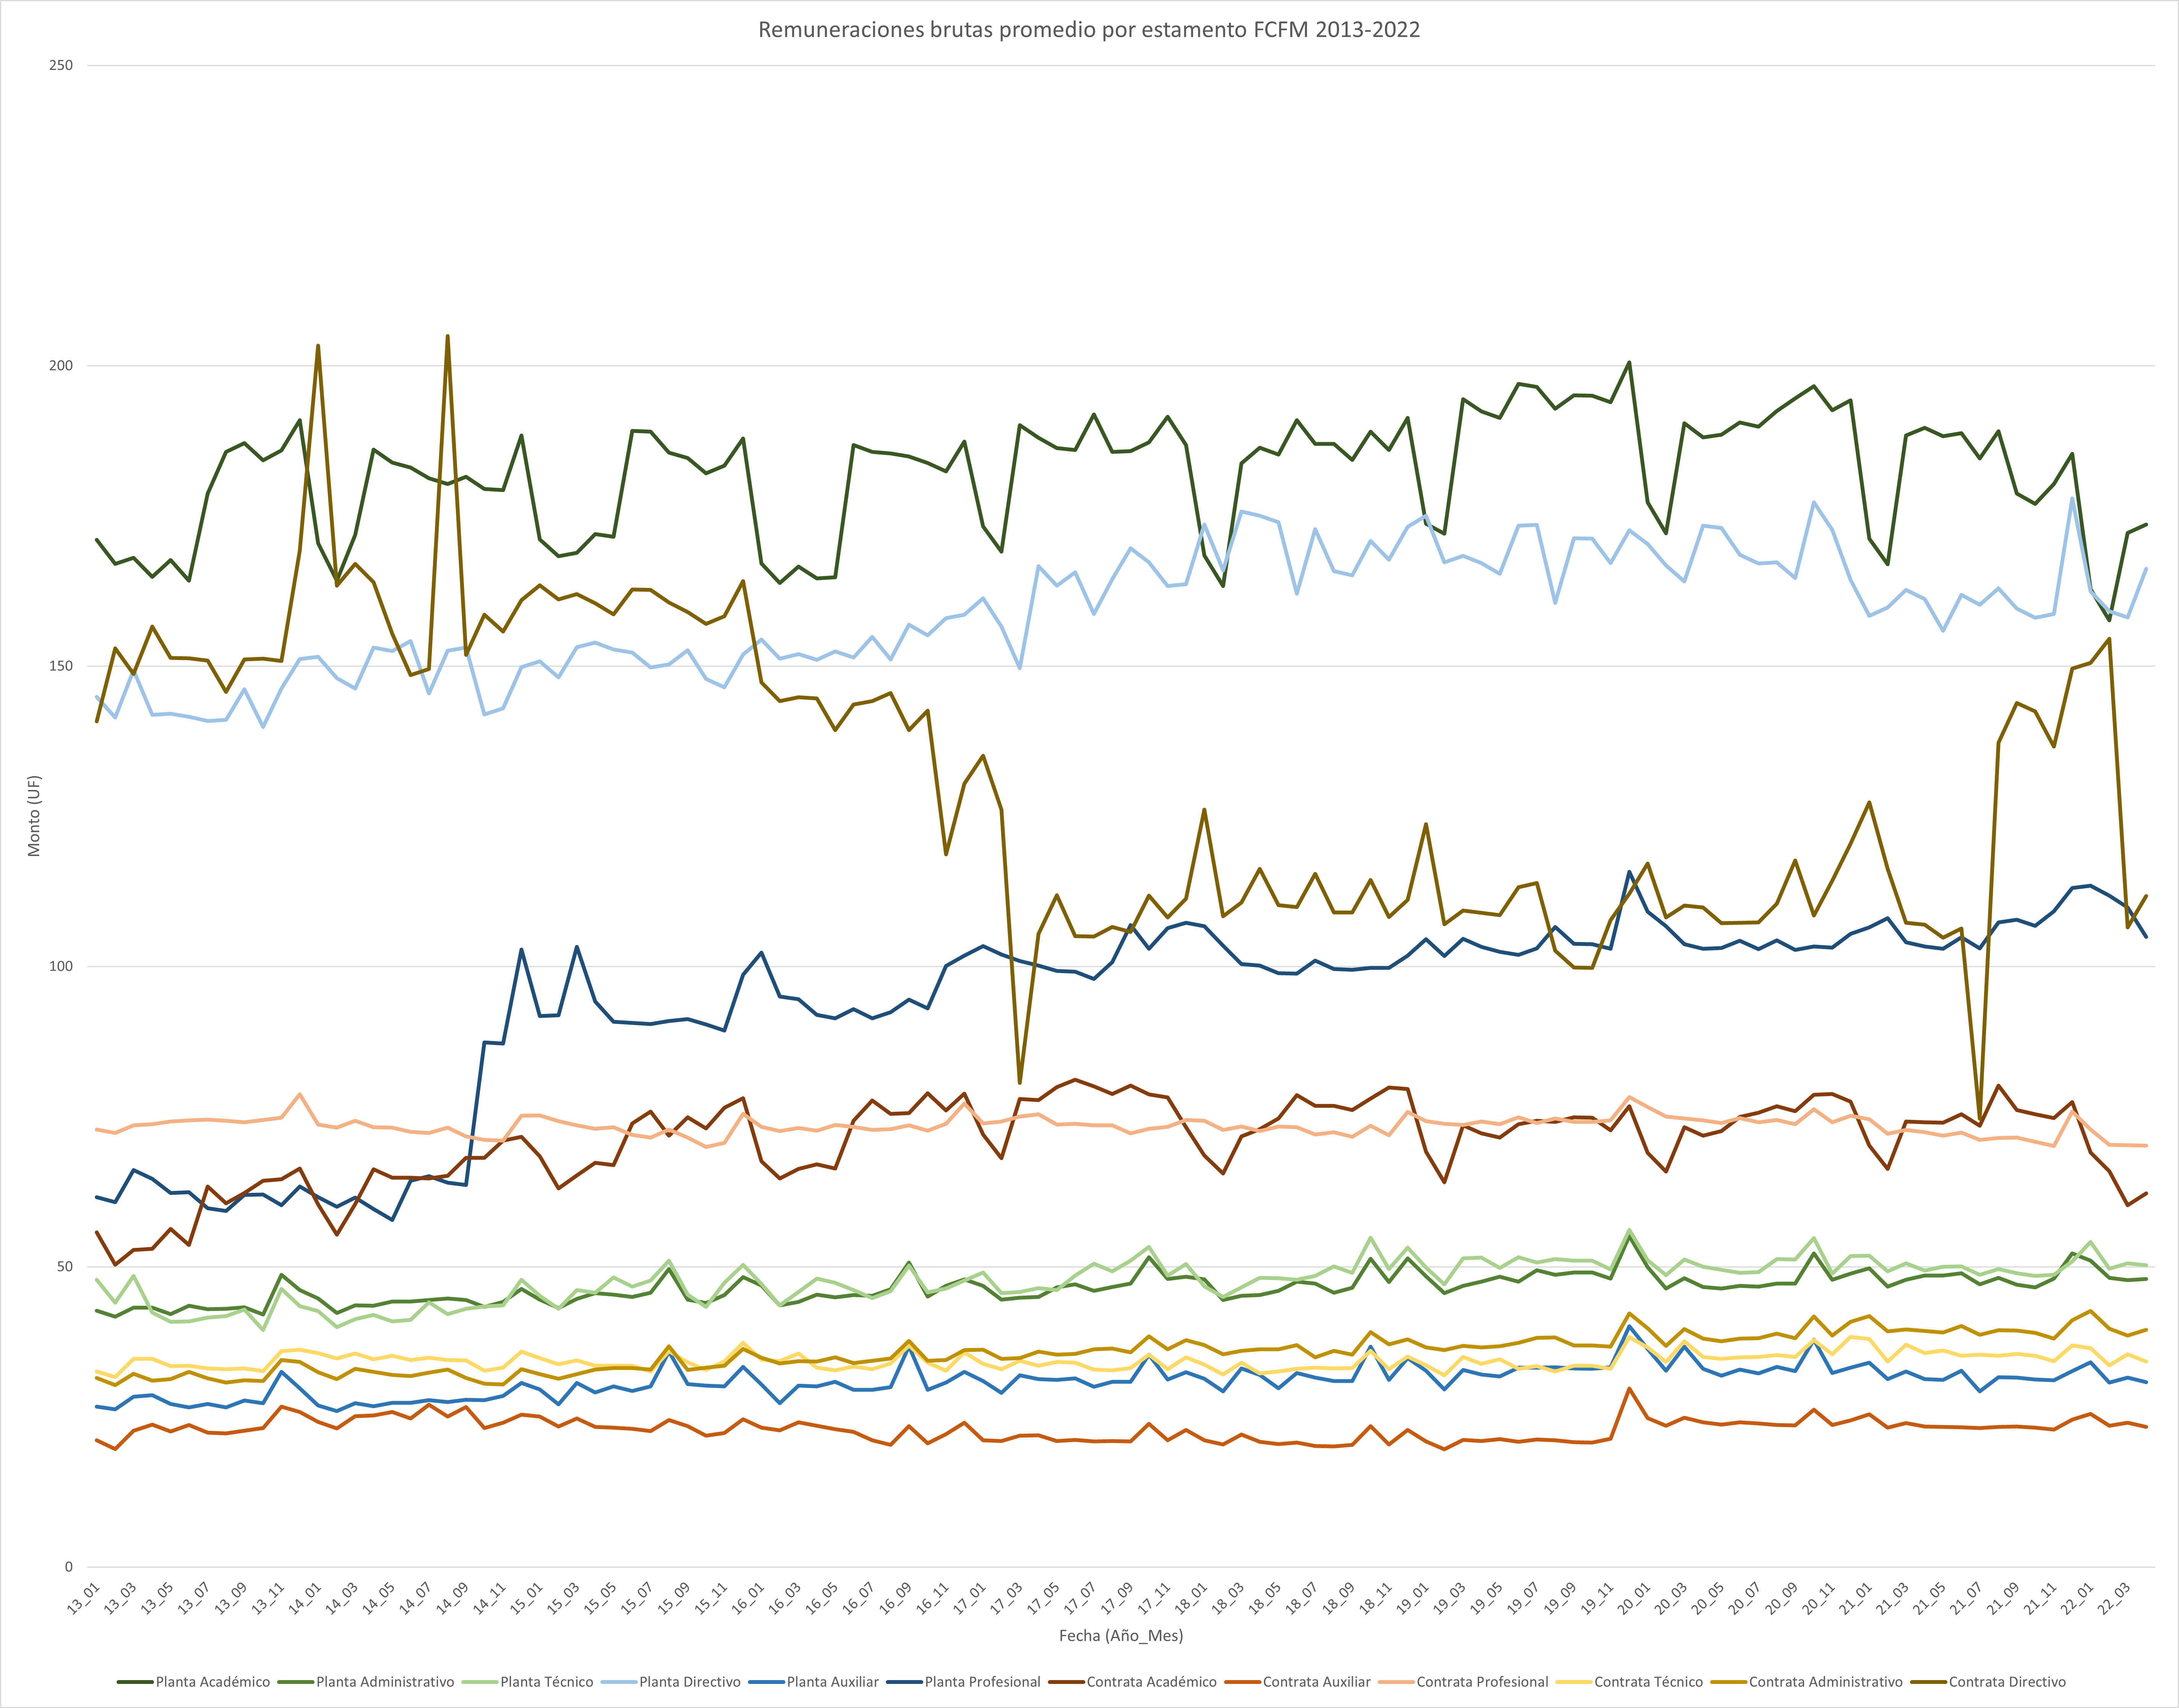 Remuneraciones brutas promedio por estamento FCFM 2013-2022
250
200
150
100
50
0
Monto (UF)
13_01 13_03 13_05 13_07 13_09 13_11 14_01 14_03 14_05 14_07 14_09 14_11 15_01 15_03 15_05 15_07 15_09 15_11 16_01 16_03 16_05 16_07 16_09 16_11 17_01 17_03 17_05 17_07 17_09 17_11 18_01 18_03 18_05 18_07 18_09 18_11 19_01 19_03 19_05 19_07 19_09 19_11 20_01 20_03 20_05 20_07 20_09 20_11 21_01 21_03 21_05 21_07 21_09 21_11 22_01 22_03
Fecha (Año_Mes)
Planta Académico Planta Administrativo Planta Técnico Planta Directivo Planta Auxiliar Planta Profesional Contrata Académico Contrata Auxiliar Contrata Profesional Contrata Técnico Contrata Administrativo Contrata Directivo